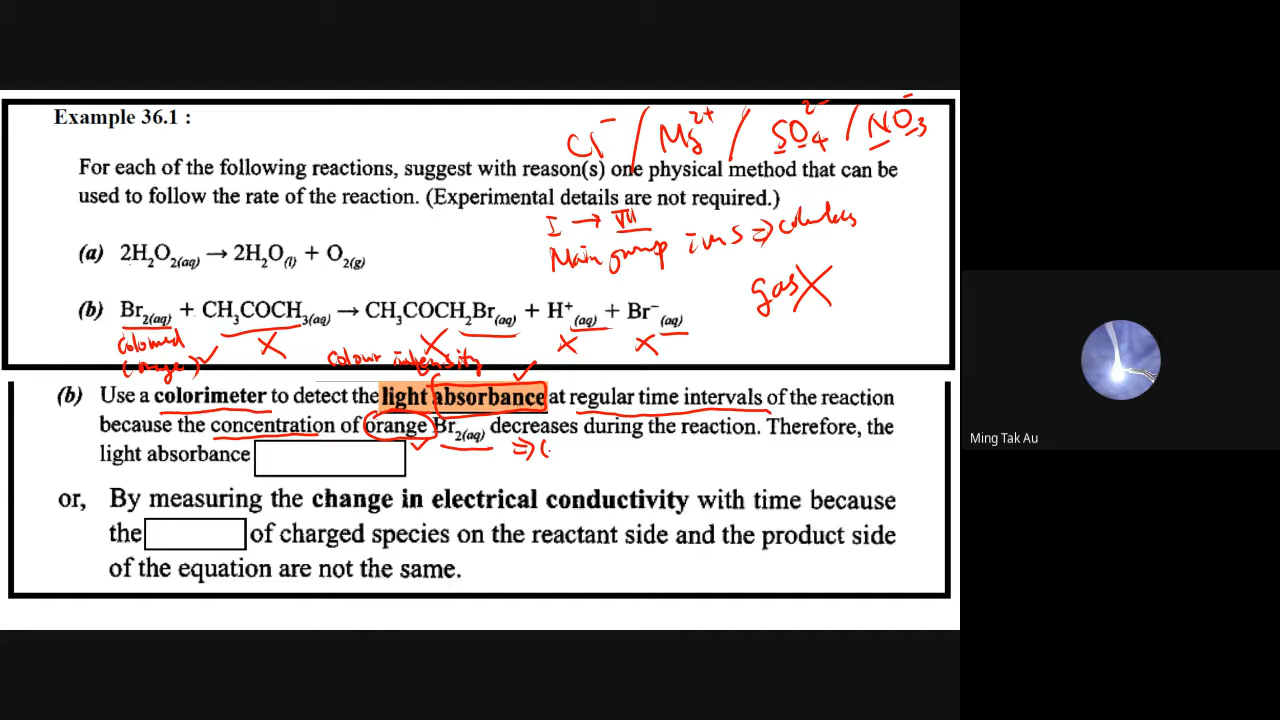 Example 36.1 :
Cl⁻ / Mg²⁺ / SO₄²⁻ / NO₃⁻
For each of the following reactions, suggest with reason(s) one physical method that can be
used to follow the rate of the reaction. (Experimental details are not required.)
I → VII
Main group ions ⇒ colourless
(a) 2H₂O₂(aq) → 2H₂O(l) + O₂(g)
gas X
(b) Br₂(aq) + CH₃COCH₃(aq) → CH₃COCH₂Br(aq) + H⁺(aq) + Br⁻(aq)
coloured X X X X
(orange) ✓ colour intensity ✓
(b) Use a colorimeter to detect the light absorbance at regular time intervals of the reaction
because the concentration of orange Br₂(aq) decreases during the reaction. Therefore, the
✓ ⇒ (
light absorbance
or, By measuring the change in electrical conductivity with time because
the of charged species on the reactant side and the product side
of the equation are not the same.
Ming Tak Au